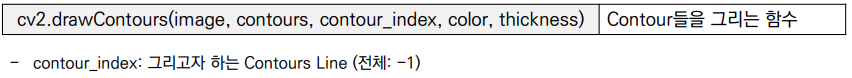 cv2.drawContours(image, contours, contour_index, color, thickness) Contour들을 그리는 함수
- contour_index: 그리고자 하는 Contours Line (전체: -1)